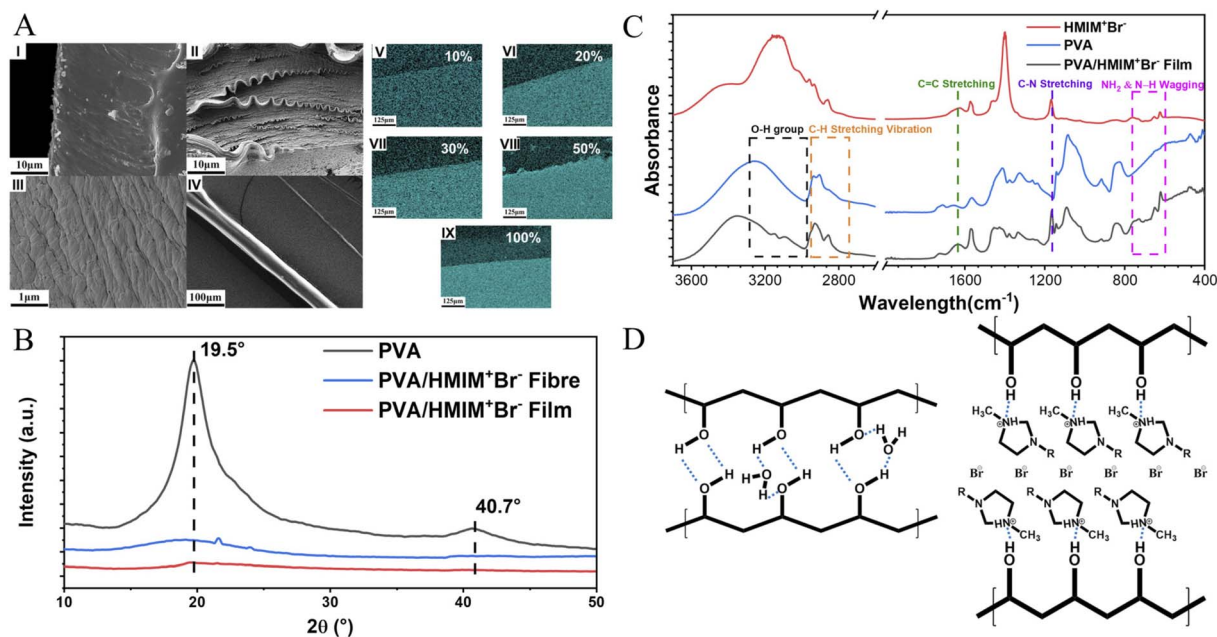 A
I
II
10μm
10μm
III
IV
1μm
100μm
V
10%
125μm
VI
20%
125μm
VII
30%
125μm
VIII
50%
125μm
IX
100%
125μm
B
19.5°
40.7°
PVA
PVA/HMIM⁺Br⁻ Fibre
PVA/HMIM⁺Br⁻ Film
Intensity (a.u.)
10 20 30 40 50
2θ (°)
C
HMIM⁺Br⁻
PVA
PVA/HMIM⁺Br⁻ Film
C=C Stretching
C-N Stretching
NH₂ & N-H Wagging
O-H group
C-H Stretching Vibration
Absorbance
3600 3200 2800 1600 1200 800 400
Wavelength(cm⁻¹)
D
H O H O H O H H
O
H H H
O H
O O O
O O O
H H H
H₃C H₃C H₃C
⊕NH ⊕NH ⊕NH
N N N
R R R
Br⊖ Br⊖ Br⊖ Br⊖ Br⊖ Br⊖
R R R
N N N
HN⊕ HN⊕ HN⊕
CH₃ CH₃ CH₃
H H H
O O O